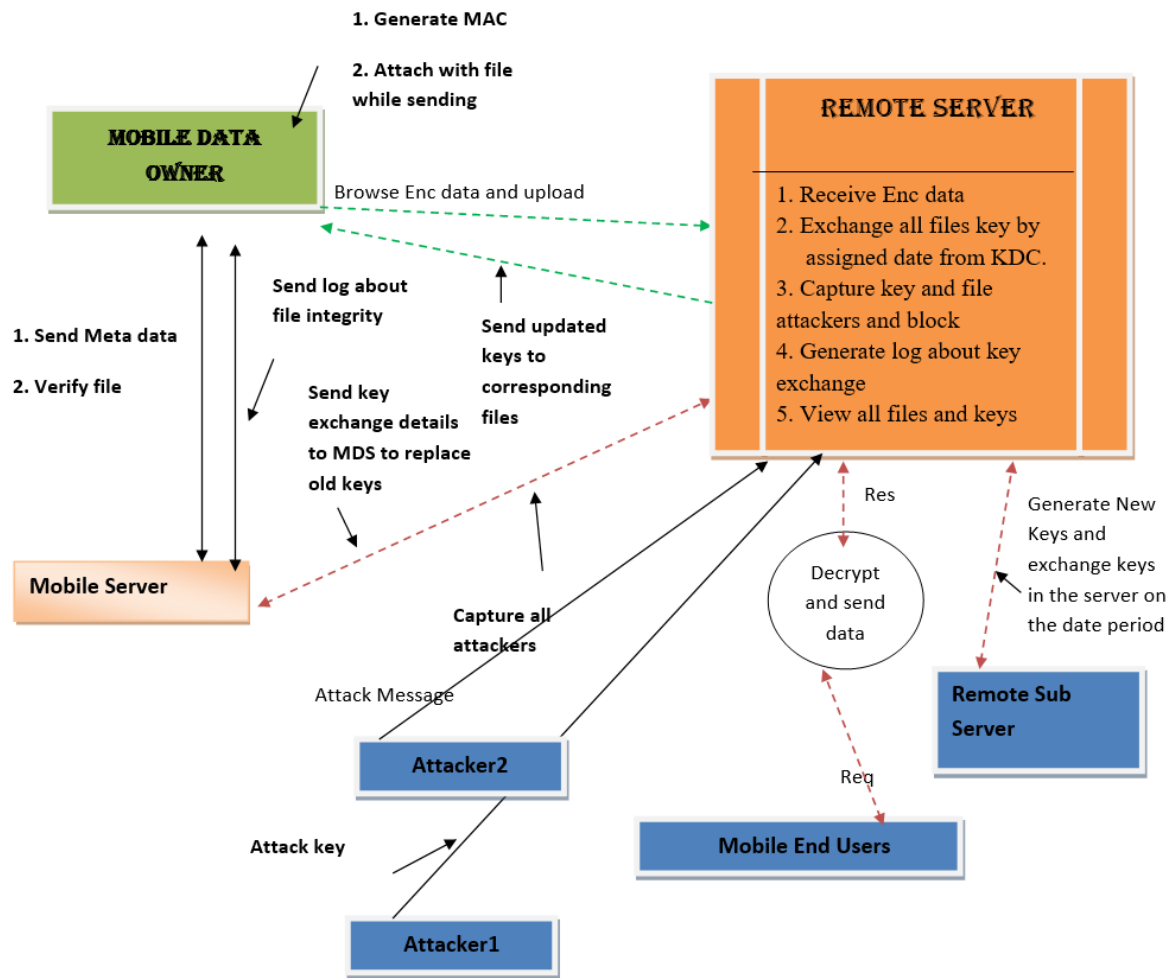 1. Generate MAC
2. Attach with file
while sending
MOBILE DATA
OWNER
Browse Enc data and upload
REMOTE SERVER
1. Receive Enc data
2. Exchange all files key by
assigned date from KDC.
3. Capture key and file
attackers and block
4. Generate log about key
exchange
5. View all files and keys
1. Send Meta data
2. Verify file
Send log about
file integrity
Send key
exchange details
to MDS to replace
old keys
Send updated
keys to
corresponding
files
Mobile Server
Capture all
attackers
Res
Decrypt
and send
data
Generate New
Keys and
exchange keys
in the server on
the date period
Attack Message
Attacker2
Remote Sub
Server
Req
Mobile End Users
Attack key
Attacker1